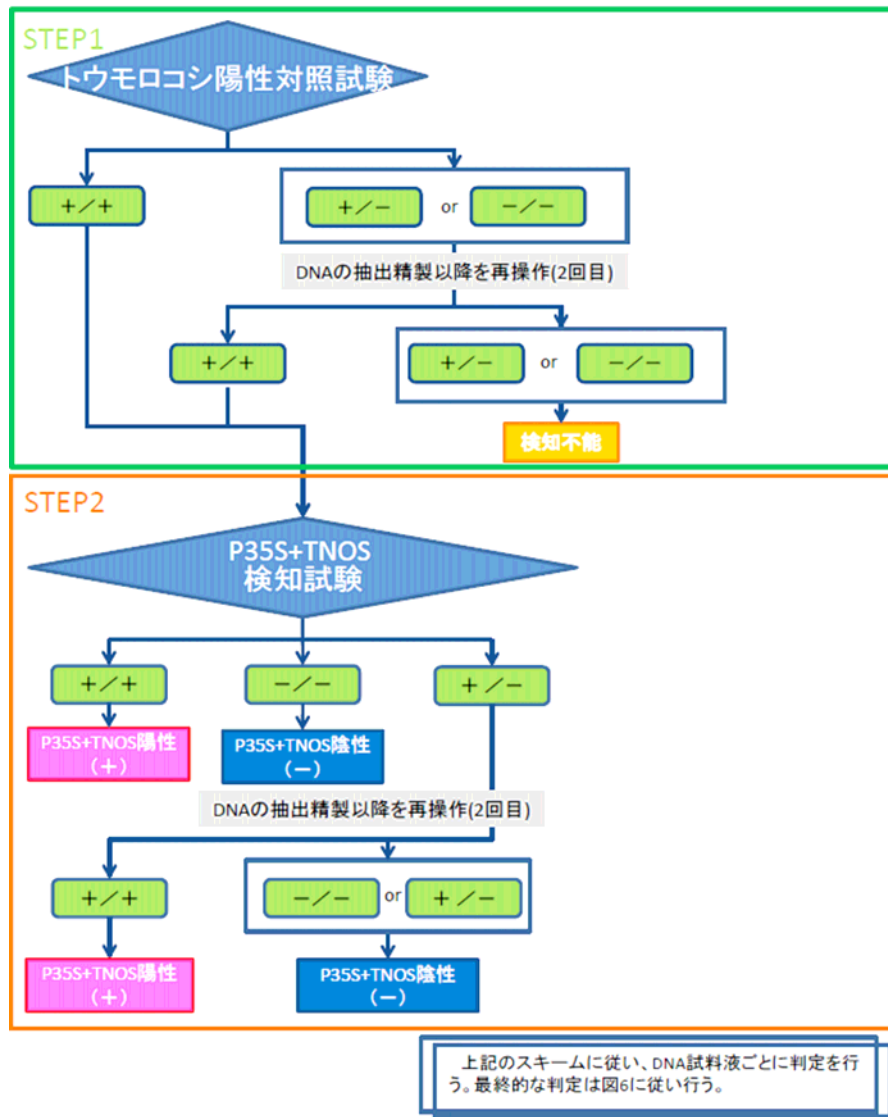 STEP1
トウモロコシ陽性対照試験
+/+
+/-
or
-/-
DNAの抽出精製以降を再操作(2回目)
+/+
+/-
or
-/-
検知不能
STEP2
P35S+TNOS
検知試験
+/+
-/-
+/-
P35S+TNOS陽性
(+)
P35S+TNOS陰性
(-)
DNAの抽出精製以降を再操作(2回目)
+/+
-/-
or
+/-
P35S+TNOS陽性
(+)
P35S+TNOS陰性
(-)
上記のスキームに従い、DNA試料液ごとに判定を行
う。最終的な判定は図6に従い行う。